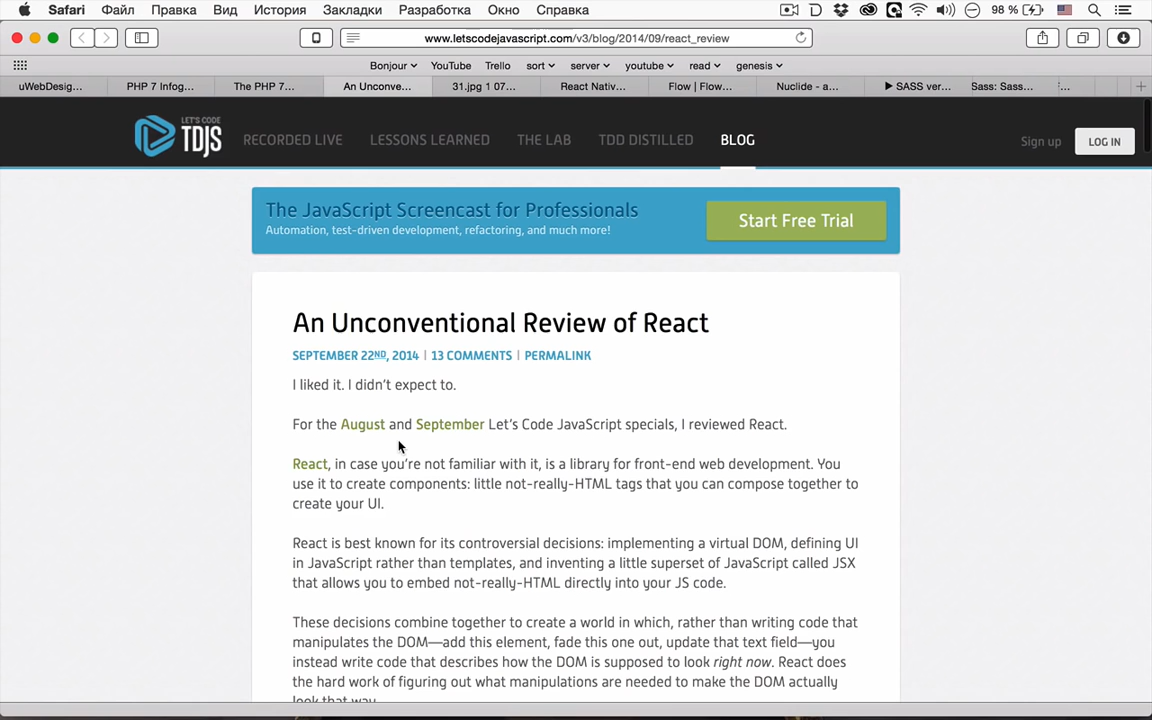 Safari Файл Правка Вид История Закладки Разработка Окно Справка 98 %
www.letscodejavascript.com/v3/blog/2014/09/react_review
Bonjour YouTube Trello sort server youtube read genesis
uWebDesig... PHP 7 Infog... The PHP 7... An Unconve... 31.jpg 1 07... React Nativ... Flow | Flow... Nuclide - a... ▶ SASS ver... Sass: Sass...
LET'S CODE
TDJS RECORDED LIVE LESSONS LEARNED THE LAB TDD DISTILLED BLOG Sign up LOG IN
The JavaScript Screencast for Professionals
Automation, test-driven development, refactoring, and much more!
Start Free Trial
An Unconventional Review of React
SEPTEMBER 22ND, 2014 | 13 COMMENTS | PERMALINK
I liked it. I didn't expect to.
For the August and September Let's Code JavaScript specials, I reviewed React.
React, in case you're not familiar with it, is a library for front-end web development. You
use it to create components: little not-really-HTML tags that you can compose together to
create your UI.
React is best known for its controversial decisions: implementing a virtual DOM, defining UI
in JavaScript rather than templates, and inventing a little superset of JavaScript called JSX
that allows you to embed not-really-HTML directly into your JS code.
These decisions combine together to create a world in which, rather than writing code that
manipulates the DOM—add this element, fade this one out, update that text field—you
instead write code that describes how the DOM is supposed to look right now. React does
the hard work of figuring out what manipulations are needed to make the DOM actually
look that way.